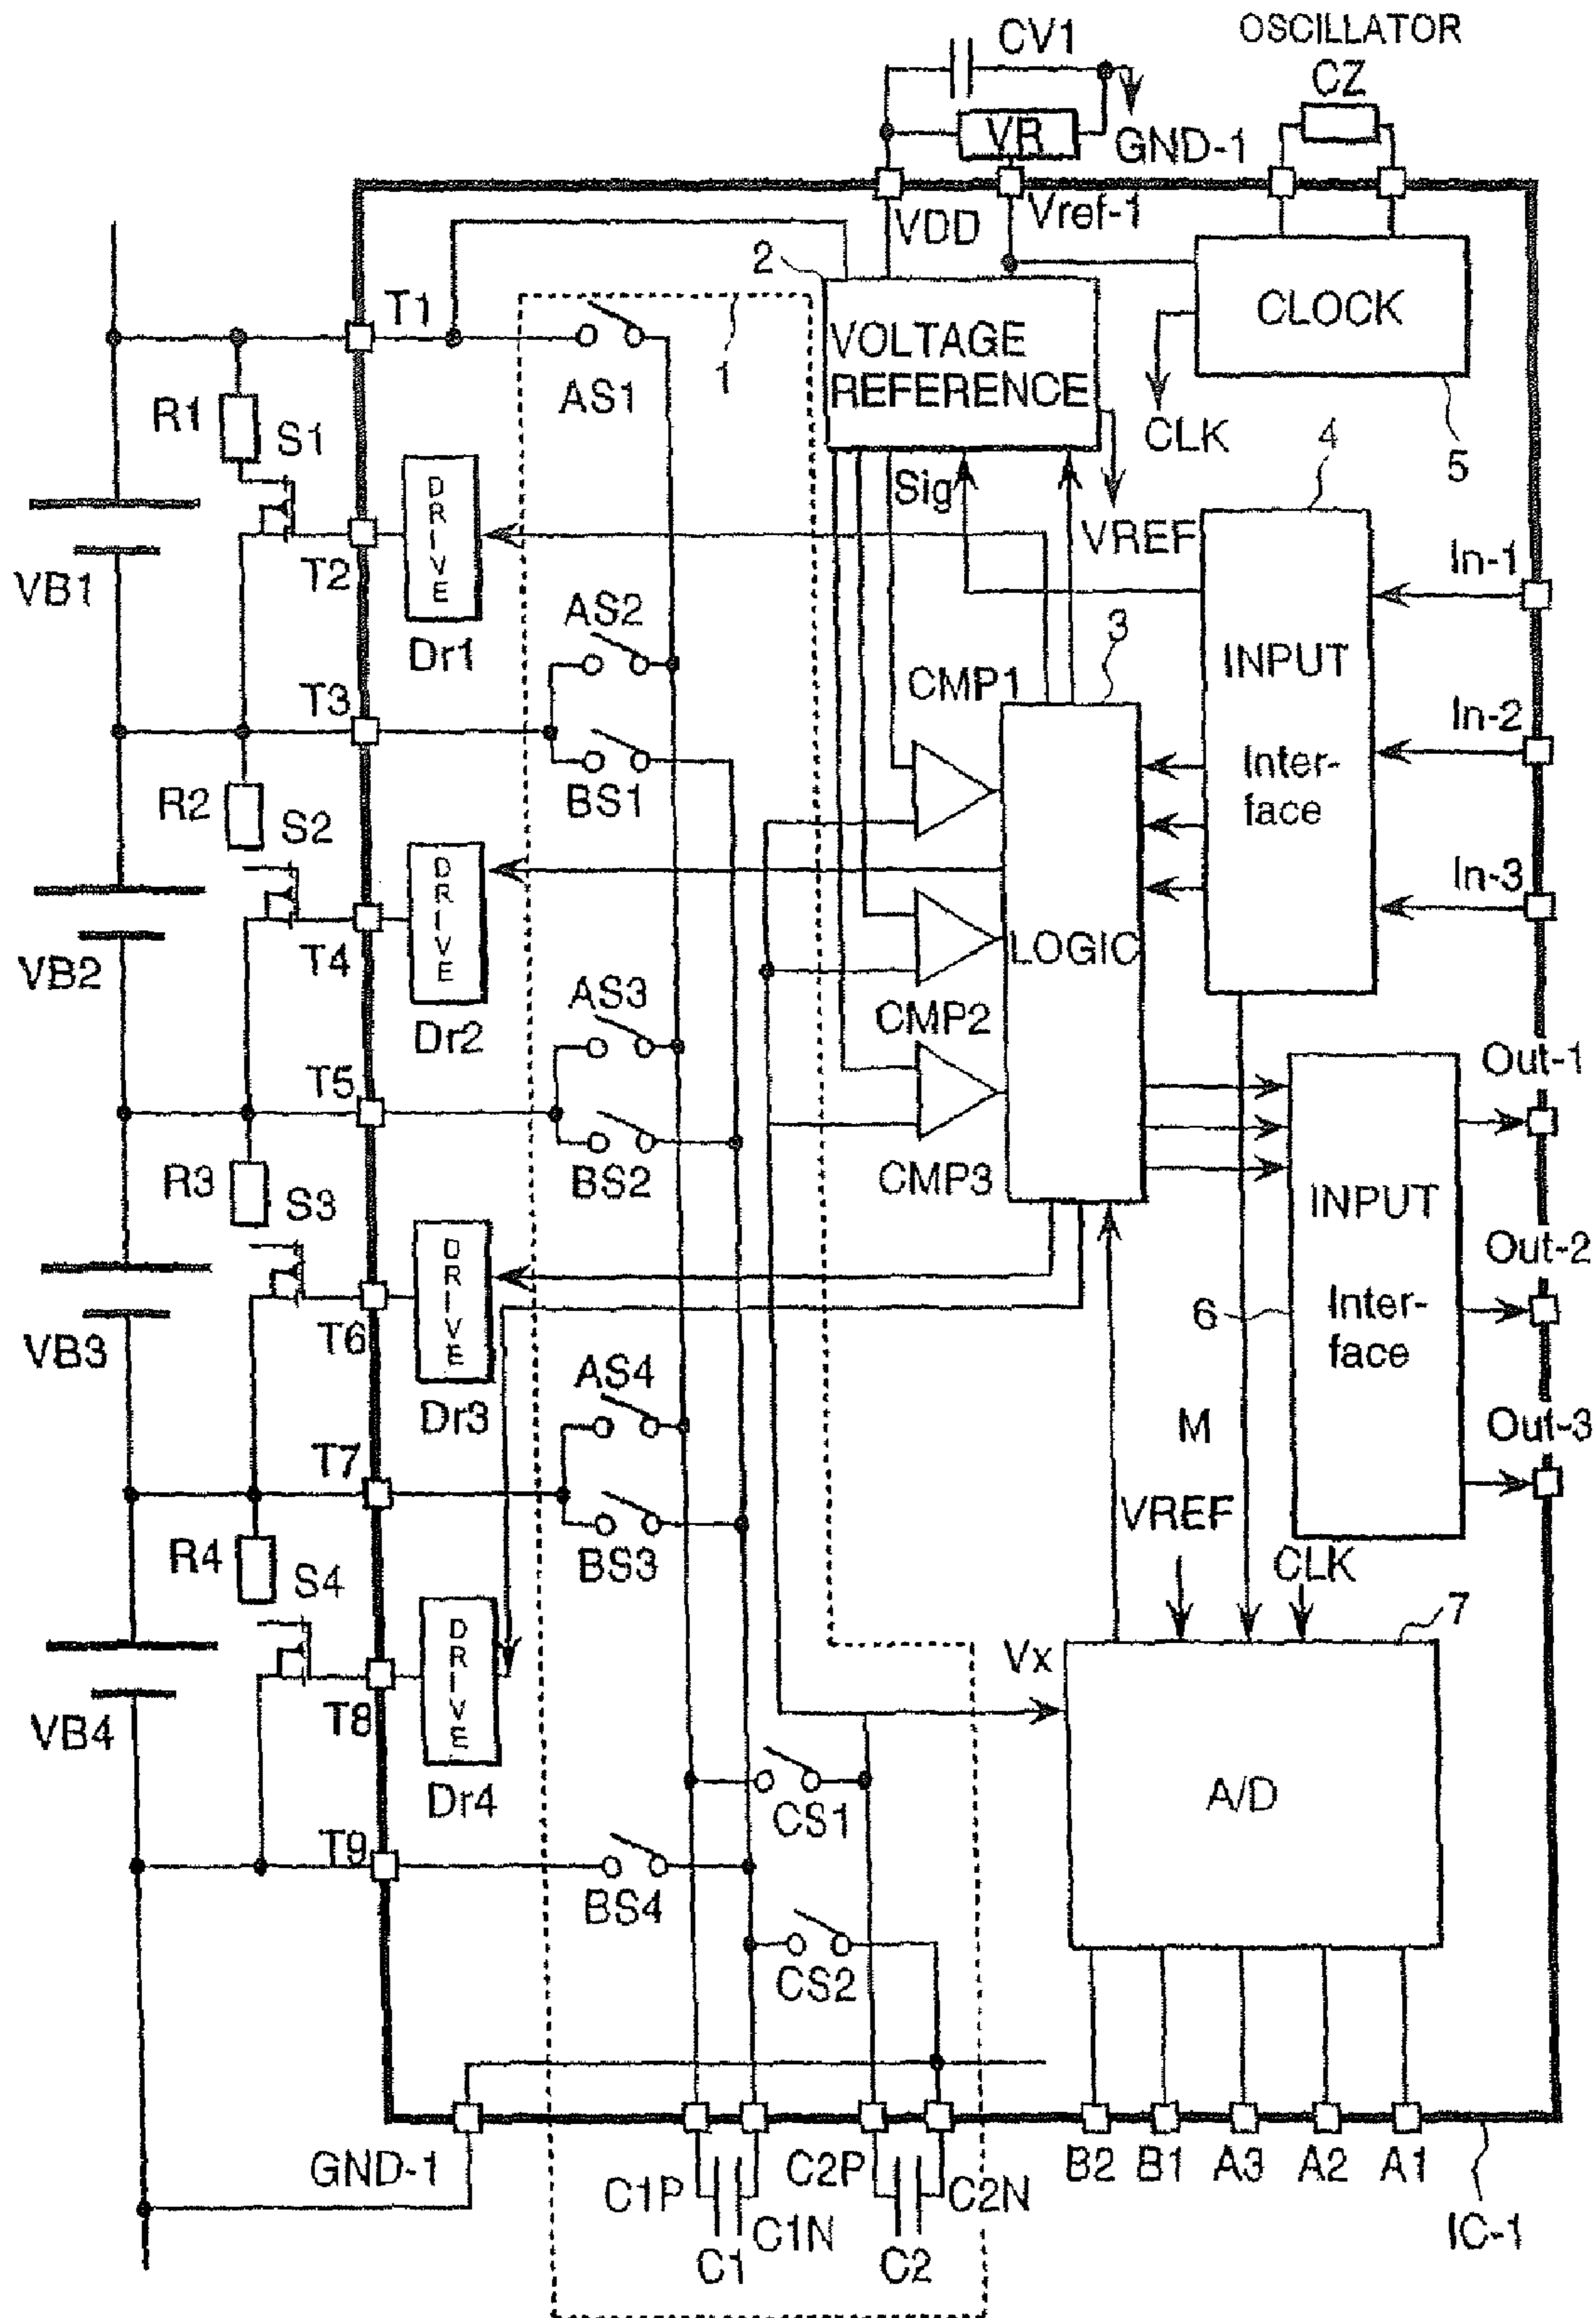 CV1
OSCILLATOR
CZ
VR
GND-1
VDD
Vref-1
2
T1
1
AS1
VOLTAGE
REFERENCE
CLOCK
CLK
5
R1
S1
Sig
VREF
4
DRIVE
T2
VB1
Dr1
AS2
CMP1
3
INPUT
Inter-
face
In-1
In-2
In-3
T3
BS1
R2
S2
DRIVE
T4
VB2
Dr2
AS3
CMP2
LOGIC
T5
BS2
CMP3
R3
S3
DRIVE
T6
VB3
Dr3
AS4
INPUT
6
Inter-
face
Out-1
Out-2
Out-3
M
T7
BS3
VREF
CLK
R4
S4
DRIVE
T8
VB4
Dr4
Vx
7
A/D
CS1
T9
BS4
CS2
GND-1
C1P
C1N
C1
C2P
C2N
C2
B2
B1
A3
A2
A1
IC-1